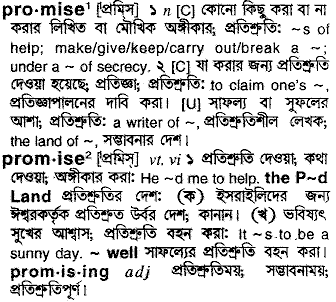 prom·ise¹ [প্রমিস্] ১ n [C] কোনো কিছু করা বা না
করার লিখিত বা মৌখিক অঙ্গীকার; প্রতিশ্রুতি: ~s of
help; make/give/keep/carry out/break a ~;
under a ~ of secrecy. ২ [C] যা করার জন্য প্রতিশ্রুতি
দেওয়া হয়েছে; প্রতিজ্ঞা; প্রতিশ্রুতি: to claim one's ~,
প্রতিজ্ঞাপালনের দাবি করা। [U] সাফল্য বা সুফলের
আশা; প্রতিশ্রুতি: a writer of ~, প্রতিশ্রুতিশীল লেখক;
the land of ~, সম্ভাবনার দেশ।
prom·ise² [প্রমিস্] vt, vi ১ প্রতিশ্রুতি দেওয়া; কথা
দেওয়া; অঙ্গীকার করা: He ~d me to help. the P~d
Land প্রতিশ্রুতির দেশ: (ক) ইসরাইলিদের জন্য
ঈশ্বরকর্তৃক প্রতিশ্রুত উর্বর দেশ; কানান। (খ) ভবিষ্যৎ
সুখের আশ্বাস; প্রতিশ্রুতি বহন করা: It ~s to be a
sunny day. ~ well সাফল্যের প্রতিশ্রুতি বহন করা।
prom·is·ing adj প্রতিশ্রুতিময়; সম্ভাবনাময়;
প্রতিশ্রুতিপূর্ণ।